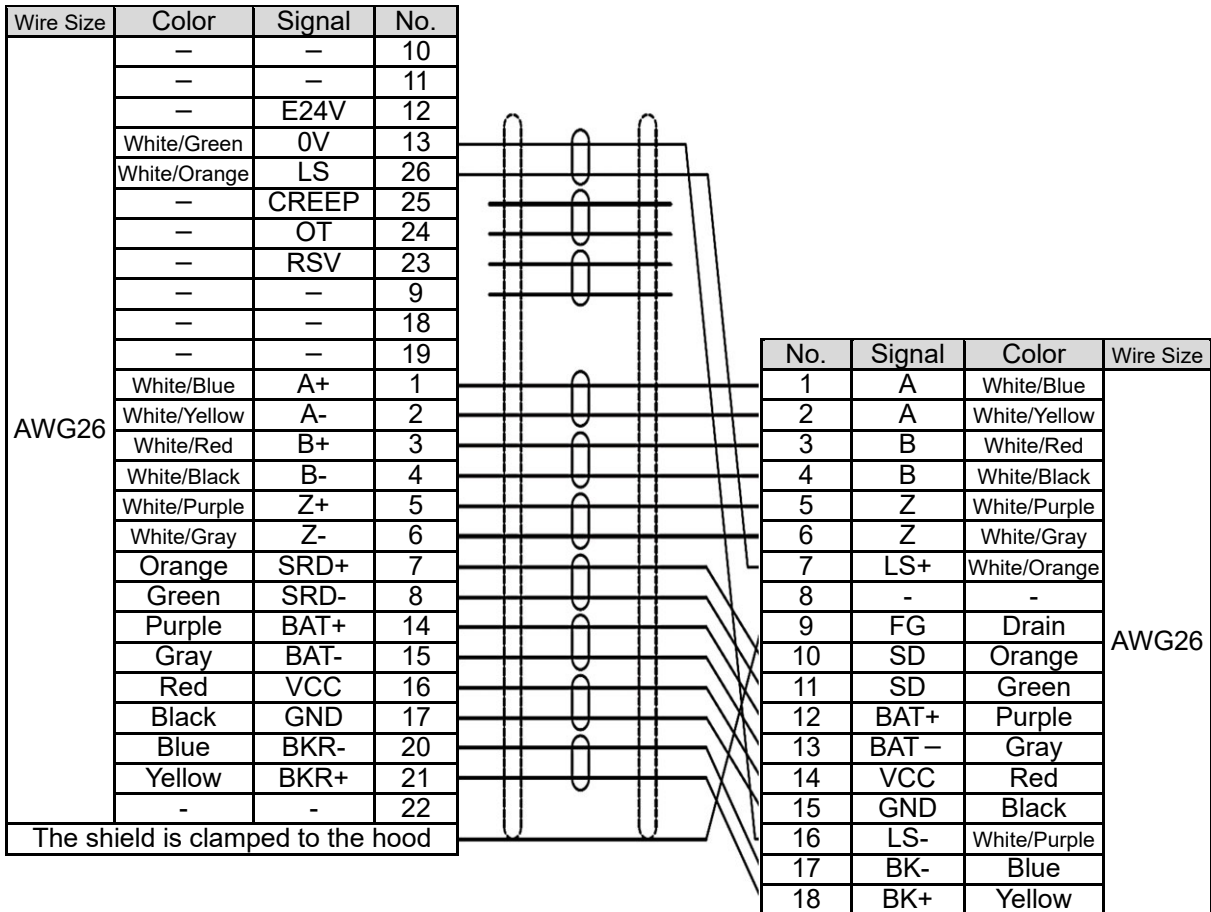 Wire Size Color Signal No.
– – 10
– – 11
– E24V 12
White/Green 0V 13
White/Orange LS 26
– CREEP 25
– OT 24
– RSV 23
– – 9
– – 18
– – 19
AWG26
White/Blue A+ 1
White/Yellow A- 2
White/Red B+ 3
White/Black B- 4
White/Purple Z+ 5
White/Gray Z- 6
Orange SRD+ 7
Green SRD- 8
Purple BAT+ 14
Gray BAT- 15
Red VCC 16
Black GND 17
Blue BKR- 20
Yellow BKR+ 21
- - 22
The shield is clamped to the hood
No. Signal Color Wire Size
1 A White/Blue
2 A White/Yellow
3 B White/Red
4 B White/Black
5 Z White/Purple
6 Z White/Gray
7 LS+ White/Orange
8 - -
9 FG Drain
AWG26
10 SD Orange
11 SD Green
12 BAT+ Purple
13 BAT– Gray
14 VCC Red
15 GND Black
16 LS- White/Purple
17 BK- Blue
18 BK+ Yellow